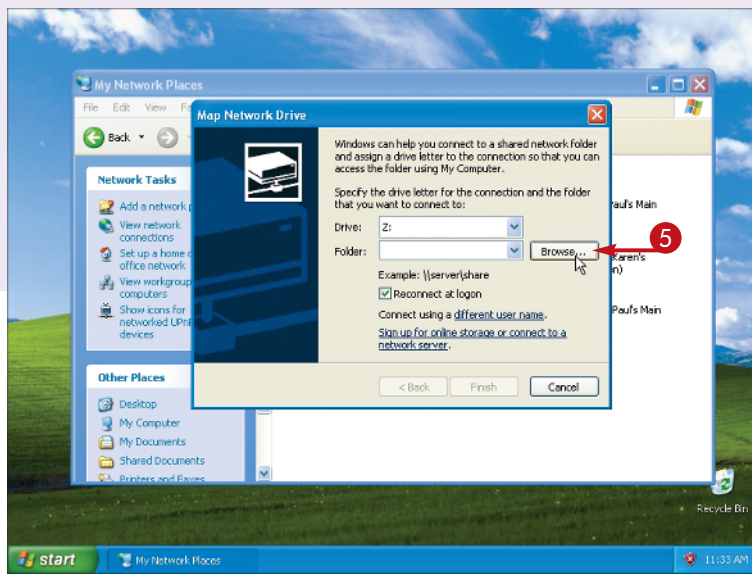 My Network Places
File Edit View
Map Network Drive
Back
Windows can help you connect to a shared network folder
and assign a drive letter to the connection so that you can
access the folder using My Computer.
Specify the drive letter for the connection and the folder
that you want to connect to:
Drive: Z:
Folder: Browse...
5
Example: \\server\share
Reconnect at logon
Connect using a different user name.
Sign up for online storage or connect to a
network server.
< Back Finish Cancel
Network Tasks
Add a network
View network
connections
Set up a home
office network
View workgroup
computers
Show icons for
networked UPnP
devices
Other Places
Desktop
My Computer
My Documents
Shared Documents
Printers and Faxes
Paul's Main
Karen's
Paul's Main
Recycle Bin
start My Network Places 11:33 AM